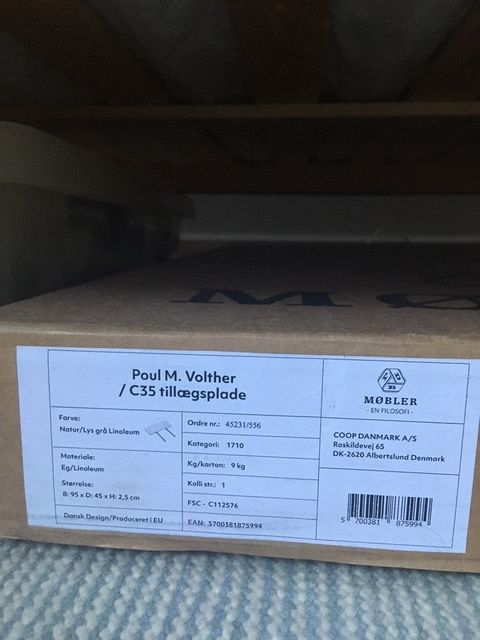 Poul M. Volther
/ C35 tillægsplade
Farve:
Natur/Lys grå Linoleum
Materiale:
Eg/Linoleum
Størrelse:
B: 95 x D: 45 x H: 2,5 cm
Dansk Design/Produceret i EU
Ordre nr.: 45231/556
Kategori: 1710
Kg/karton: 9 kg
Kolli str.: 1
FSC - C112576
EAN: 5700381875994
MØBLER
- EN FILOSOFI -
COOP DANMARK A/S
Roskildevej 65
DK-2620 Albertslund Denmark
5 700381 875994